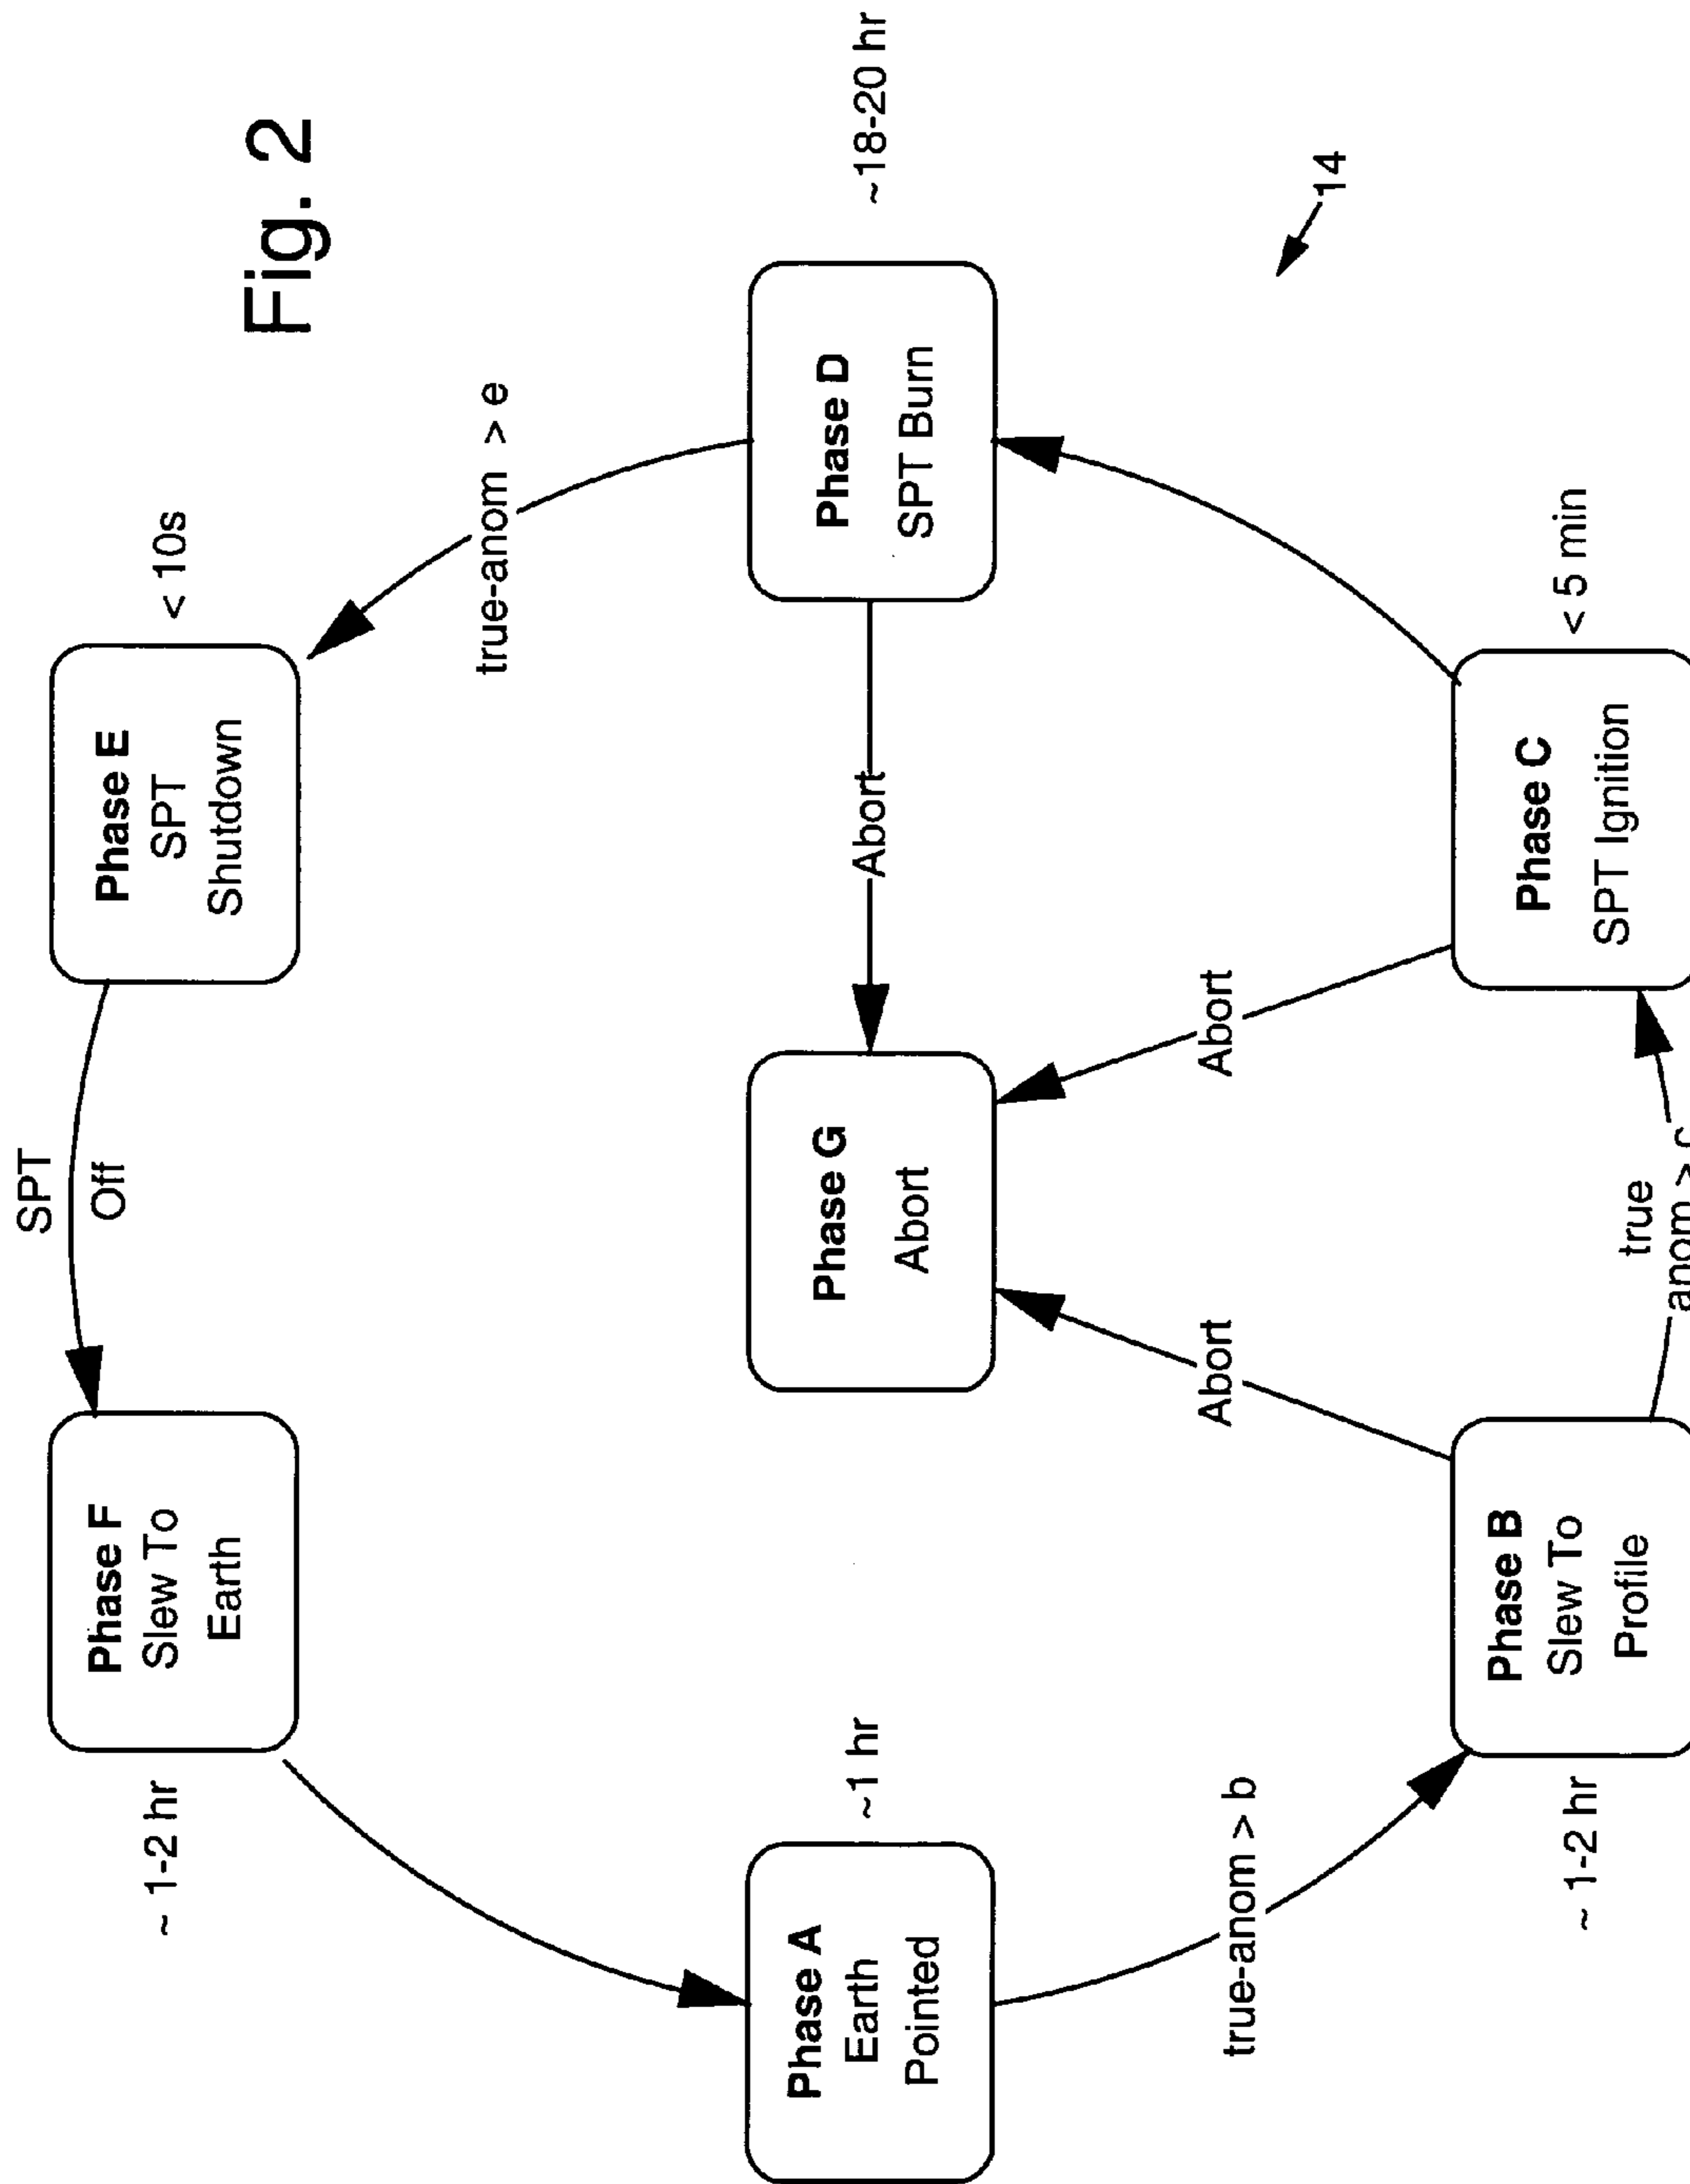 Fig. 2
Phase F
Slew To
Earth
~ 1-2 hr
SPT
Off
Phase E
SPT
Shutdown
< 10s
true-anom > e
Phase A
Earth
Pointed
~1 hr
Phase G
Abort
Abort
Phase D
SPT Burn
~18-20 hr
true-anom > b
Abort
Abort
14
Phase B
Slew To
Profile
~ 1-2 hr
true
anom > c
Phase C
SPT Ignition
< 5 min